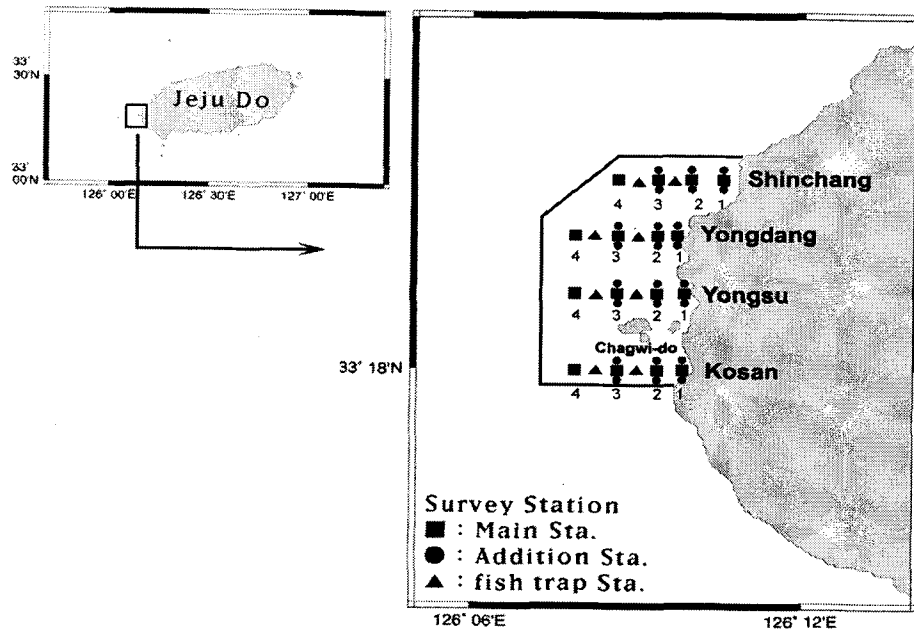 33°
30'N
Jeju Do
33°
00'N
126° 00'E 126° 30'E 127° 00'E
Shinchang
4 3 2 1
Yongdang
4 3 2 1
Yongsu
4 3 2 1
Chagwi-do
33° 18'N
Kosan
4 3 2 1
Survey Station
■ : Main Sta.
● : Addition Sta.
▲ : fish trap Sta.
126° 06'E 126° 12'E